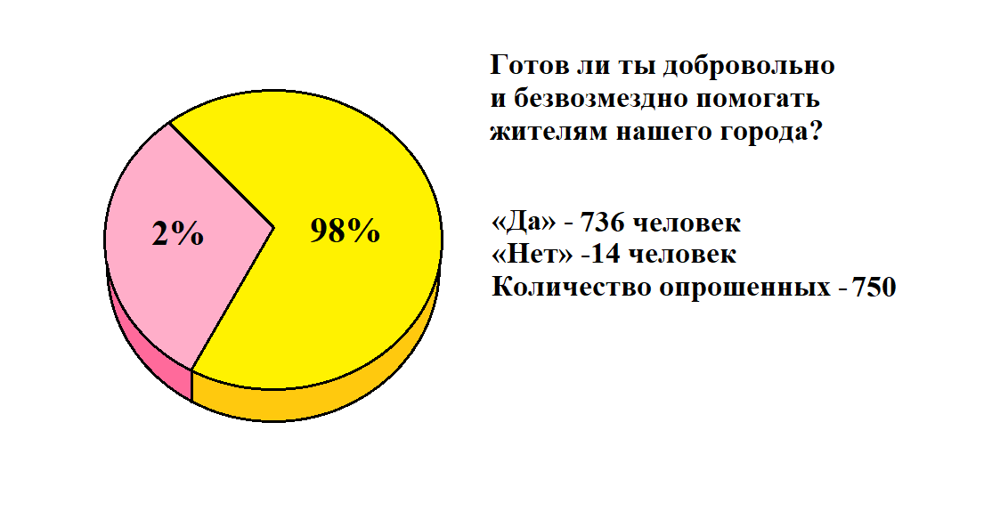 Готов ли ты добровольно
и безвозмездно помогать
жителям нашего города?
2%
98%
«Да» - 736 человек
«Нет» -14 человек
Количество опрошенных - 750